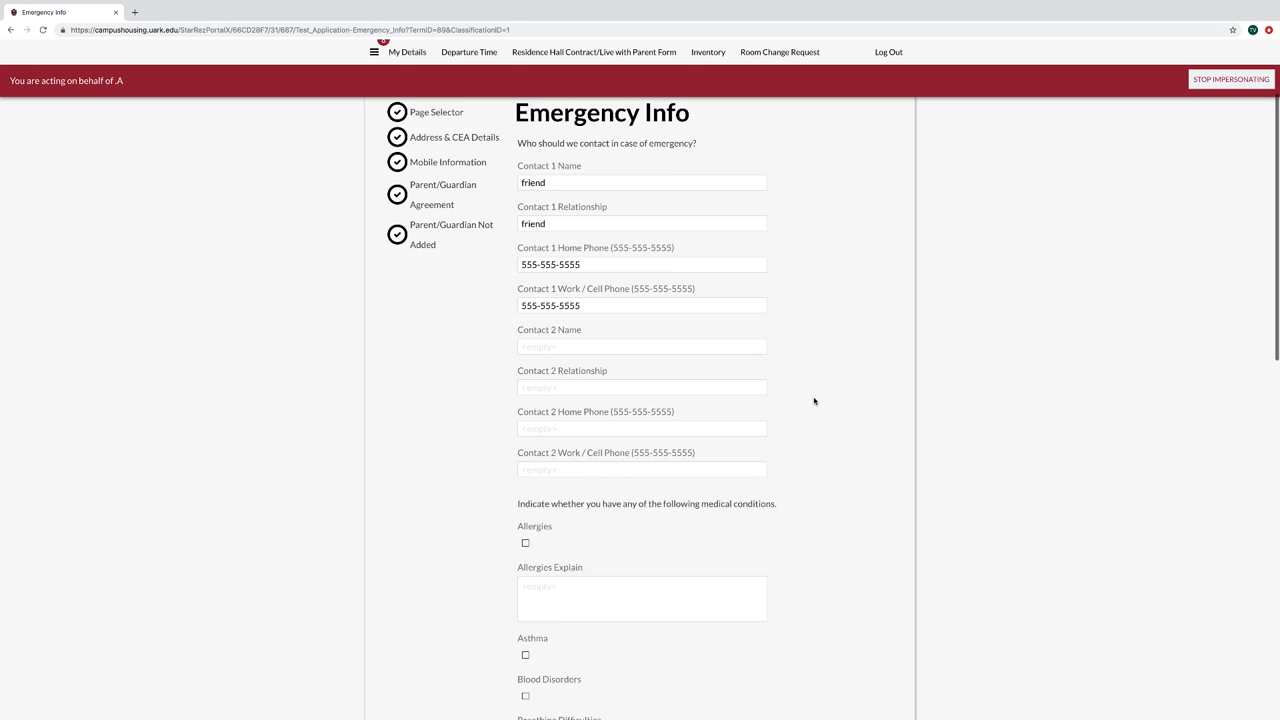 Emergency Info
https://campushousing.uark.edu/StarRezPortalX/66CD28F7/31/667/Test_Application-Emergency_Info?TermID=69&ClassificationID=1
TV
My Details
Departure Time
Residence Hall Contract/Live with Parent Form
Inventory
Room Change Request
Log Out
You are acting on behalf of ,A
STOP IMPERSONATING
Page Selector
Address & CEA Details
Mobile Information
Parent/Guardian
Agreement
Parent/Guardian Not
Added
Emergency Info
Who should we contact in case of emergency?
Contact 1 Name
friend
Contact 1 Relationship
friend
Contact 1 Home Phone (555-555-5555)
555-555-5555
Contact 1 Work / Cell Phone (555-555-5555)
555-555-5555
Contact 2 Name
<empty>
Contact 2 Relationship
<empty>
Contact 2 Home Phone (555-555-5555)
<empty>
Contact 2 Work / Cell Phone (555-555-5555)
<empty>
Indicate whether you have any of the following medical conditions.
Allergies
Allergies Explain
<empty>
Asthma
Blood Disorders
Breathing Difficulties